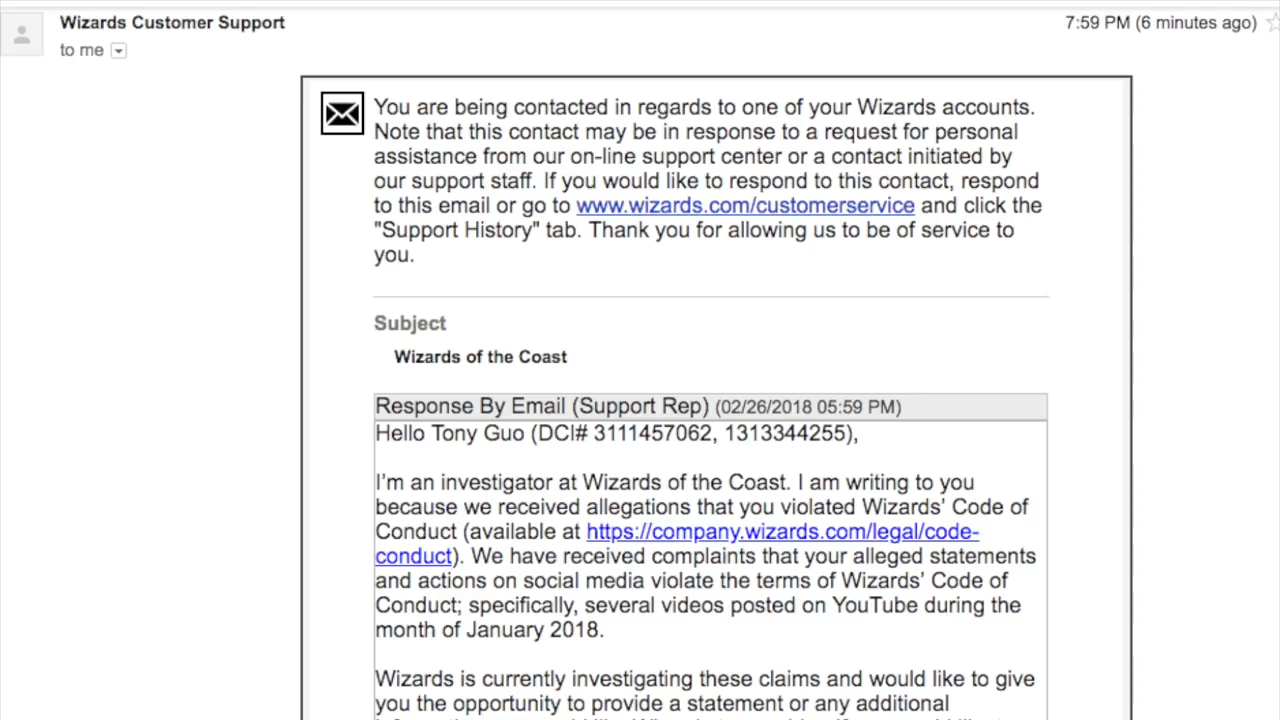 Wizards Customer Support
7:59 PM (6 minutes ago)
to me
You are being contacted in regards to one of your Wizards accounts.
Note that this contact may be in response to a request for personal
assistance from our on-line support center or a contact initiated by
our support staff. If you would like to respond to this contact, respond
to this email or go to www.wizards.com/customerservice and click the
"Support History" tab. Thank you for allowing us to be of service to
you.
Subject
Wizards of the Coast
Response By Email (Support Rep) (02/26/2018 05:59 PM)
Hello Tony Guo (DCI# 3111457062, 1313344255),
I'm an investigator at Wizards of the Coast. I am writing to you
because we received allegations that you violated Wizards' Code of
Conduct (available at https://company.wizards.com/legal/code-
conduct). We have received complaints that your alleged statements
and actions on social media violate the terms of Wizards' Code of
Conduct; specifically, several videos posted on YouTube during the
month of January 2018.
Wizards is currently investigating these claims and would like to give
you the opportunity to provide a statement or any additional